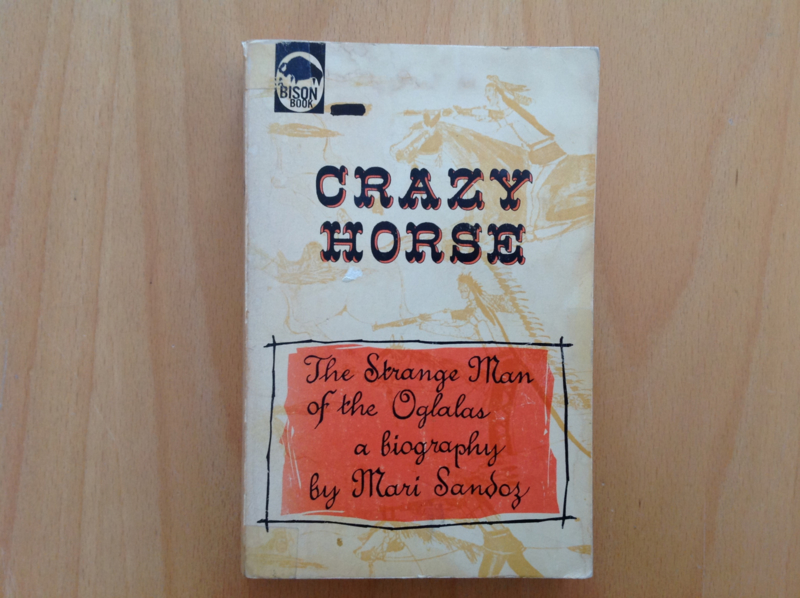 BISON
BOOK
CRAZY
HORSE
The Strange Man
of the Oglalas
a biography
by Mari Sandoz